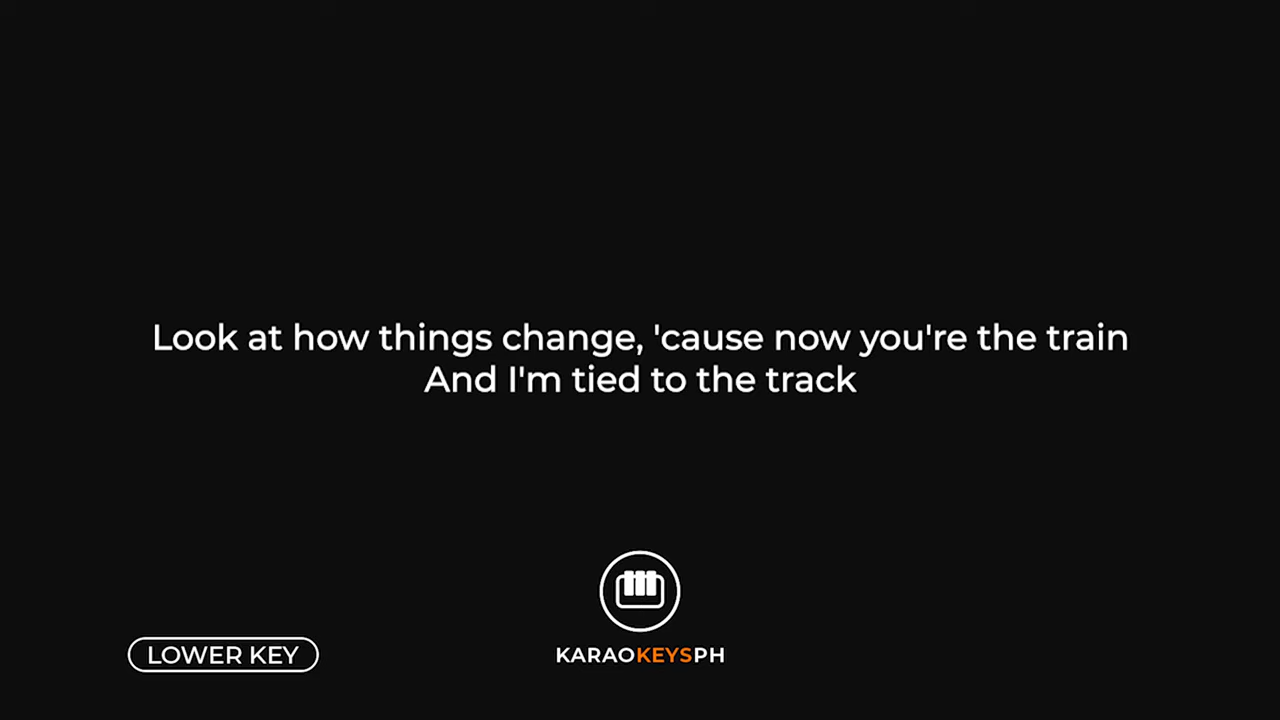 Look at how things change, 'cause now you're the train
And I'm tied to the track
LOWER KEY
KARAOKEYSPH